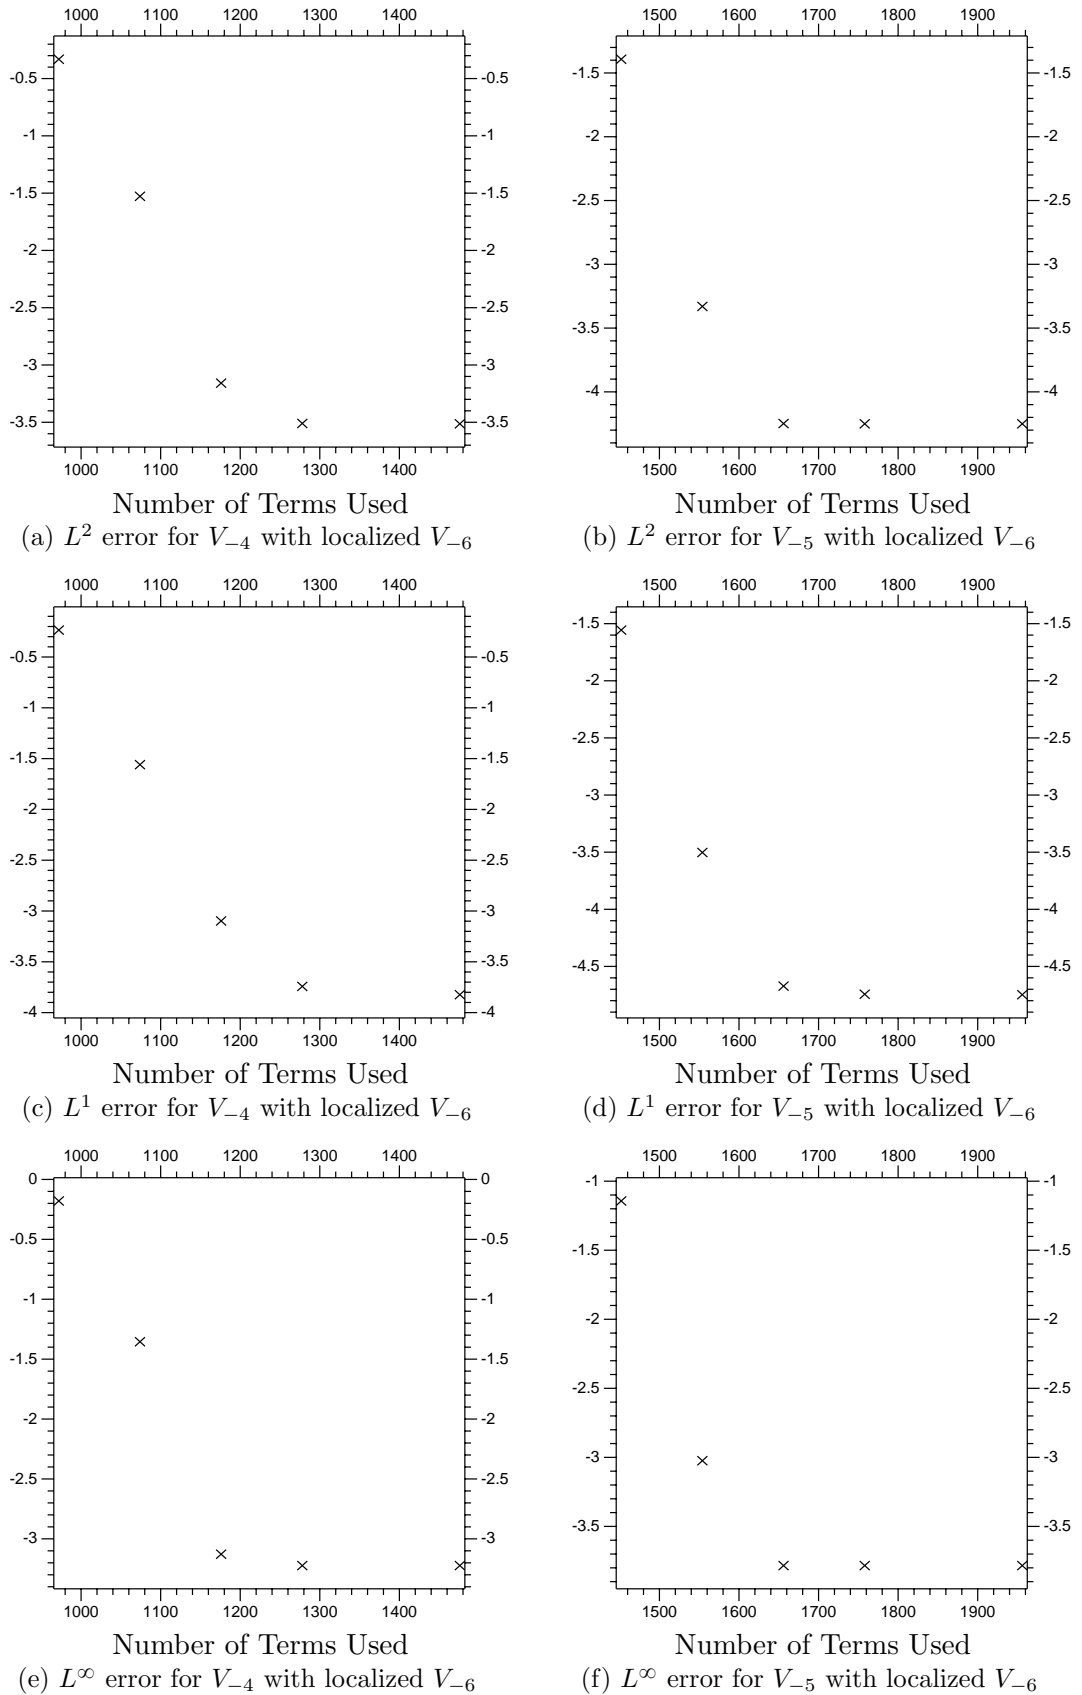 1000 1100 1200 1300 1400
1500 1600 1700 1800 1900
-0.5 -0.5
-1 -1
-1.5 -1.5
-2 -2
-2.5 -2.5
-3 -3
-3.5 -3.5
1000 1100 1200 1300 1400
Number of Terms Used
(a) L² error for V₋₄ with localized V₋₆
-1.5 -1.5
-2 -2
-2.5 -2.5
-3 -3
-3.5 -3.5
-4 -4
1500 1600 1700 1800 1900
Number of Terms Used
(b) L² error for V₋₅ with localized V₋₆
1000 1100 1200 1300 1400
-0.5 -0.5
-1 -1
-1.5 -1.5
-2 -2
-2.5 -2.5
-3 -3
-3.5 -3.5
-4 -4
1000 1100 1200 1300 1400
Number of Terms Used
(c) L¹ error for V₋₄ with localized V₋₆
1500 1600 1700 1800 1900
-1.5 -1.5
-2 -2
-2.5 -2.5
-3 -3
-3.5 -3.5
-4 -4
-4.5 -4.5
1500 1600 1700 1800 1900
Number of Terms Used
(d) L¹ error for V₋₅ with localized V₋₆
1000 1100 1200 1300 1400
0 0
-0.5 -0.5
-1 -1
-1.5 -1.5
-2 -2
-2.5 -2.5
-3 -3
1000 1100 1200 1300 1400
Number of Terms Used
(e) L^∞ error for V₋₄ with localized V₋₆
1500 1600 1700 1800 1900
-1 -1
-1.5 -1.5
-2 -2
-2.5 -2.5
-3 -3
-3.5 -3.5
1500 1600 1700 1800 1900
Number of Terms Used
(f) L^∞ error for V₋₅ with localized V₋₆